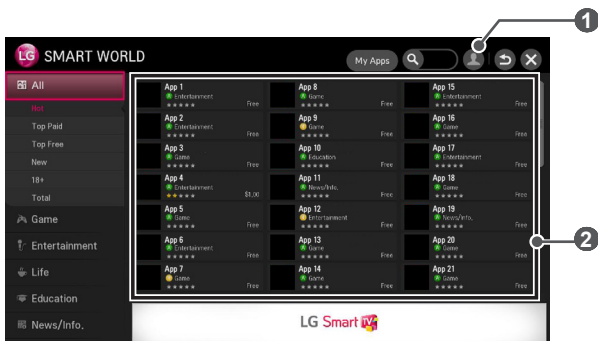 1
LG SMART WORLD
My Apps
All
Hot
Top Paid
Top Free
New
18+
Total
Game
Entertainment
Life
Education
News/Info.
App 1
Entertainment
Free
App 8
Game
Free
App 15
Entertainment
Free
App 2
Entertainment
Free
App 9
Game
Free
App 16
Game
Free
App 3
Game
Free
App 10
Education
Free
App 17
Entertainment
Free
App 4
Entertainment
$1,00
App 11
News/Info.
Free
App 18
Game
Free
App 5
Game
Free
App 12
Entertainment
Free
App 19
News/Info.
Free
App 6
Entertainment
Free
App 13
Game
Free
App 20
Game
Free
App 7
Game
Free
App 14
Game
Free
App 21
Game
Free
2
LG Smart TV